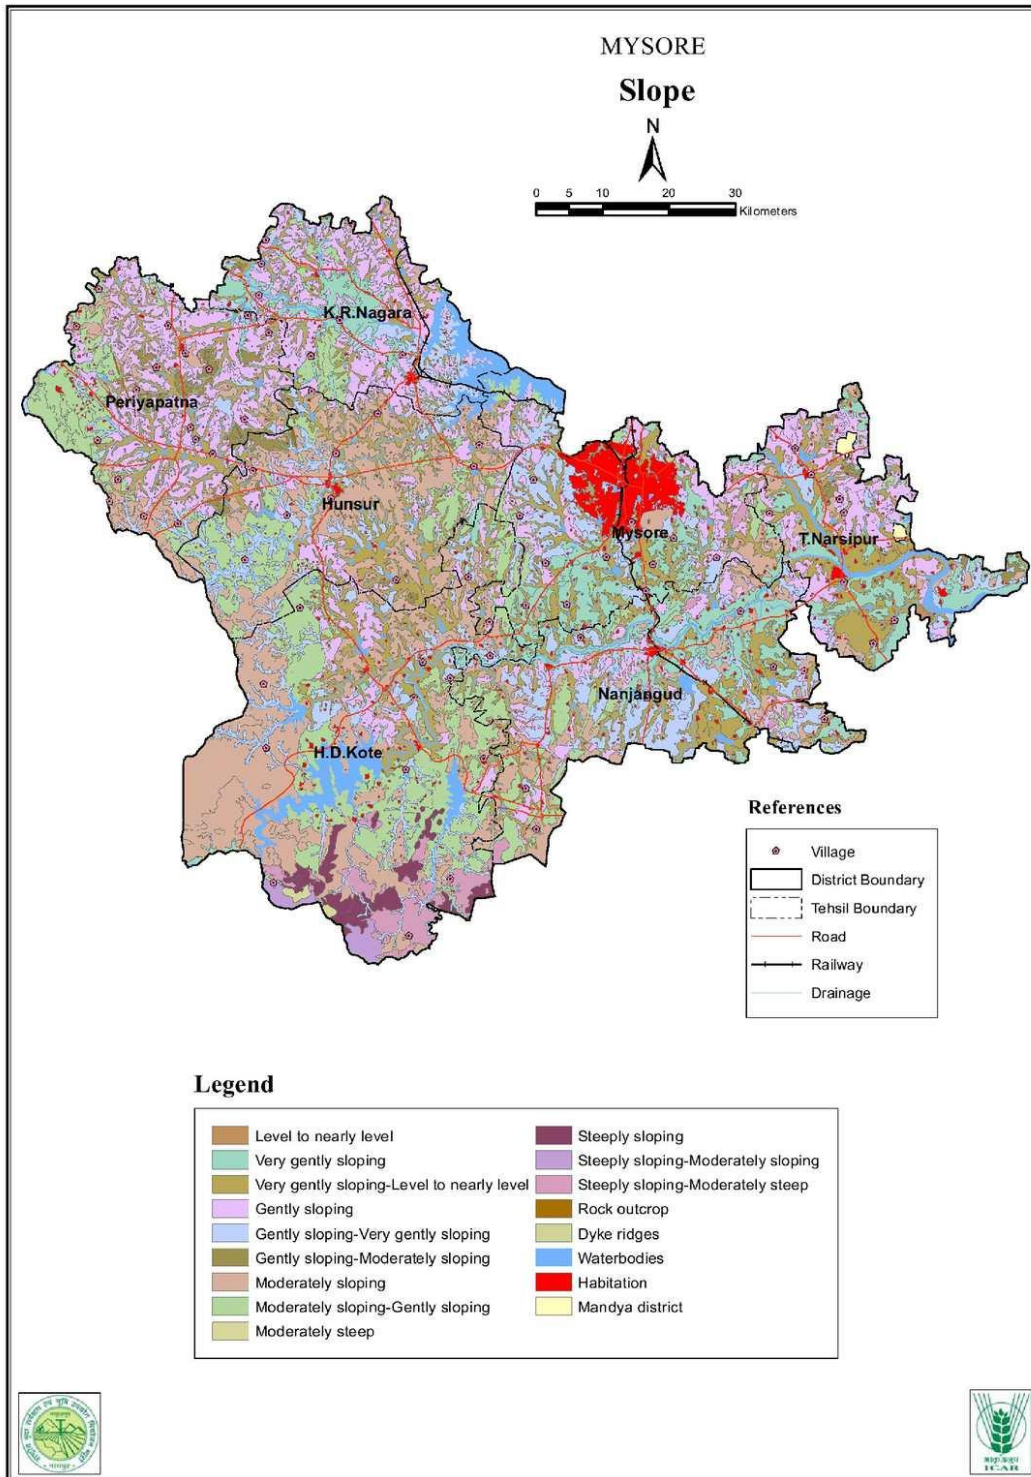 MYSORE
Slope
N
0 5 10 20 30
Kilometers
K.R.Nagara
Periyapatna
Hunsur
Mysore
T.Narsipur
Nanjangud
H.D.Kote
References
Village
District Boundary
Tehsil Boundary
Road
Railway
Drainage
Legend
Level to nearly level
Very gently sloping
Very gently sloping-Level to nearly level
Gently sloping
Gently sloping-Very gently sloping
Gently sloping-Moderately sloping
Moderately sloping
Moderately sloping-Gently sloping
Moderately steep
Steeply sloping
Steeply sloping-Moderately sloping
Steeply sloping-Moderately steep
Rock outcrop
Dyke ridges
Waterbodies
Habitation
Mandya district
ICAR